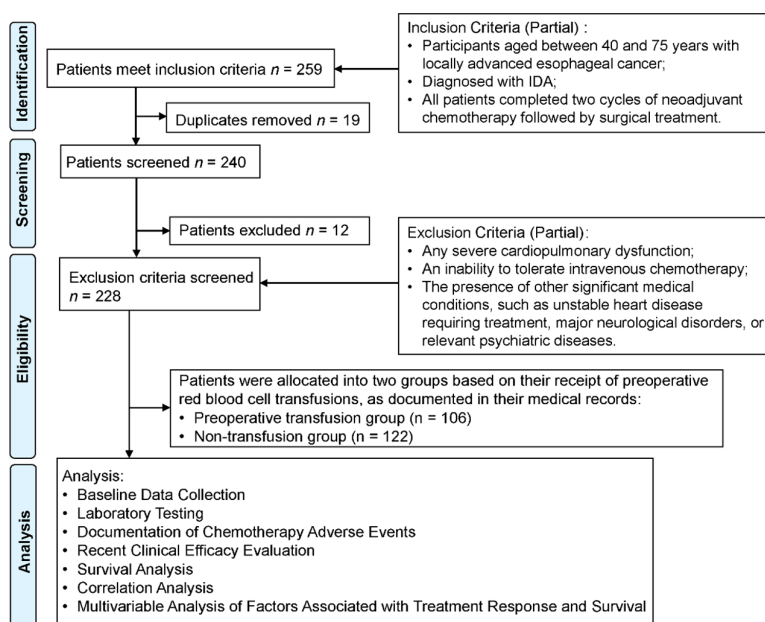 Identification
Patients meet inclusion criteria n = 259
Inclusion Criteria (Partial) :
• Participants aged between 40 and 75 years with
locally advanced esophageal cancer;
• Diagnosed with IDA;
• All patients completed two cycles of neoadjuvant
chemotherapy followed by surgical treatment.
Duplicates removed n = 19
Screening
Patients screened n = 240
Patients excluded n = 12
Eligibility
Exclusion criteria screened
n = 228
Exclusion Criteria (Partial):
• Any severe cardiopulmonary dysfunction;
• An inability to tolerate intravenous chemotherapy;
• The presence of other significant medical
conditions, such as unstable heart disease
requiring treatment, major neurological disorders, or
relevant psychiatric diseases.
Patients were allocated into two groups based on their receipt of preoperative
red blood cell transfusions, as documented in their medical records:
• Preoperative transfusion group (n = 106)
• Non-transfusion group (n = 122)
Analysis
Analysis:
• Baseline Data Collection
• Laboratory Testing
• Documentation of Chemotherapy Adverse Events
• Recent Clinical Efficacy Evaluation
• Survival Analysis
• Correlation Analysis
• Multivariable Analysis of Factors Associated with Treatment Response and Survival